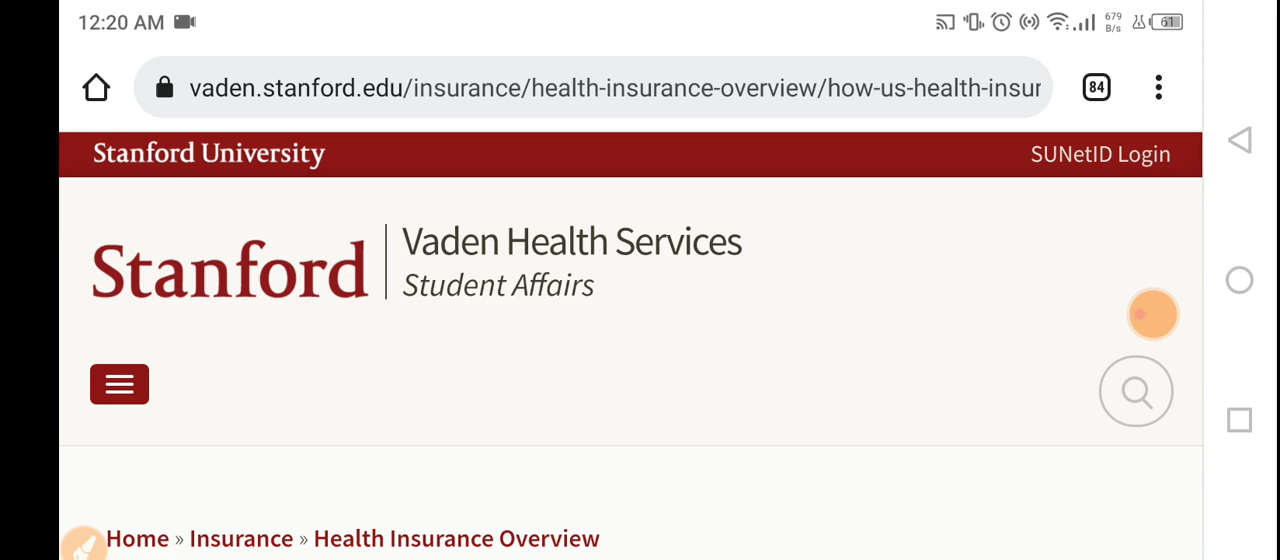 12:20 AM 679 B/s 61
vaden.stanford.edu/insurance/health-insurance-overview/how-us-health-insur 84
Stanford University SUNetID Login
Stanford Vaden Health Services
Student Affairs
Home » Insurance » Health Insurance Overview